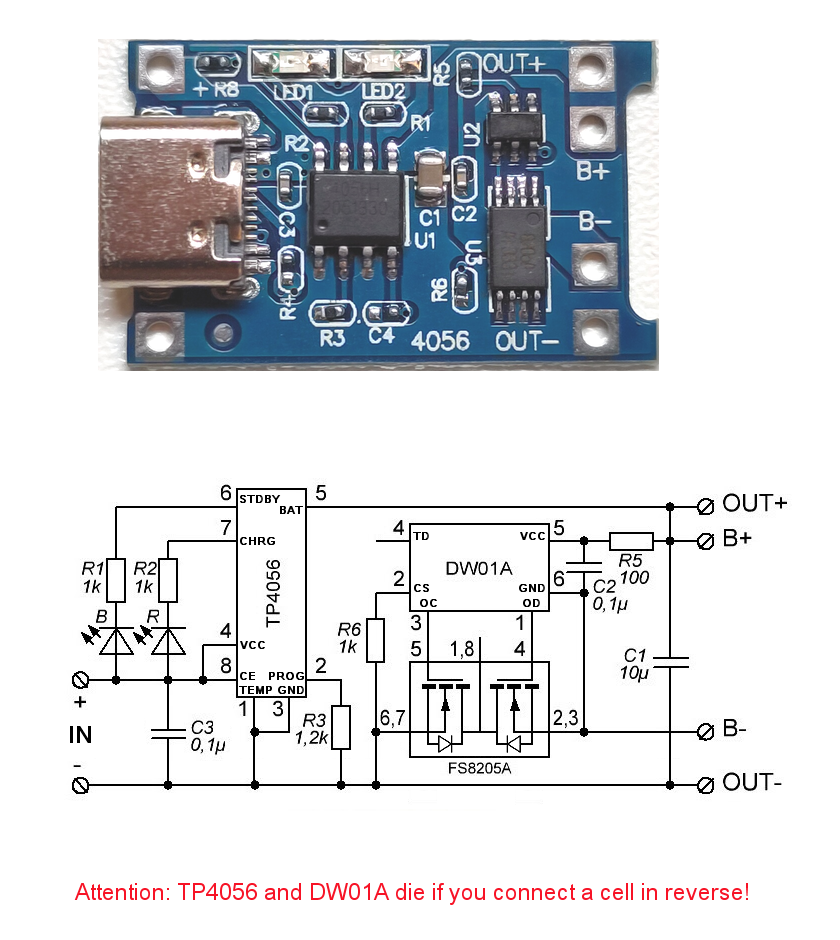 OUT+
R5
+ R8
LED1
LED2
R2
R1
U2
B+
C3
C1
C2
B-
U1
U3
R4
R6
R3
C4
4056
OUT-
6
STDBY
BAT
5
OUT+
7
CHRG
4
TD
VCC
5
B+
R1
1k
R2
1k
TP4056
DW01A
R5
100
2
CS
GND
6
C2
0,1µ
OC
OD
B
R
4
VCC
3
1
R6
1k
5
1,8
4
C1
10µ
8
CE
PROG
2
TEMP
GND
+
1
3
R3
1,2k
6,7
2,3
B-
IN
C3
0,1µ
-
FS8205A
OUT-
Attention: TP4056 and DW01A die if you connect a cell in reverse!